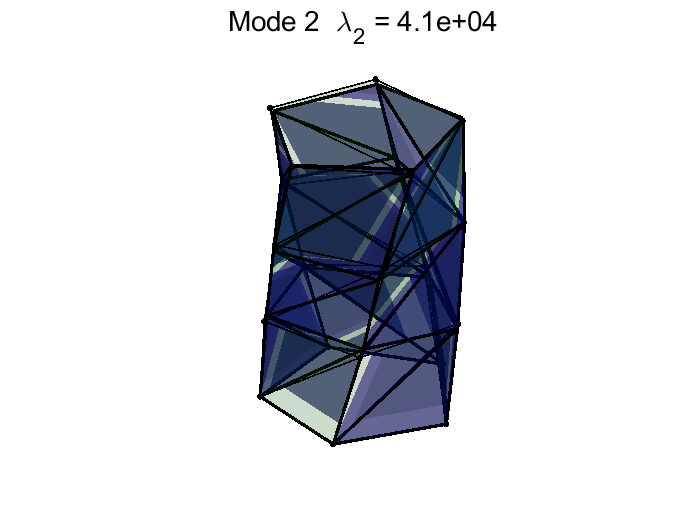 Mode 2 λ₂ = 4.1e+04